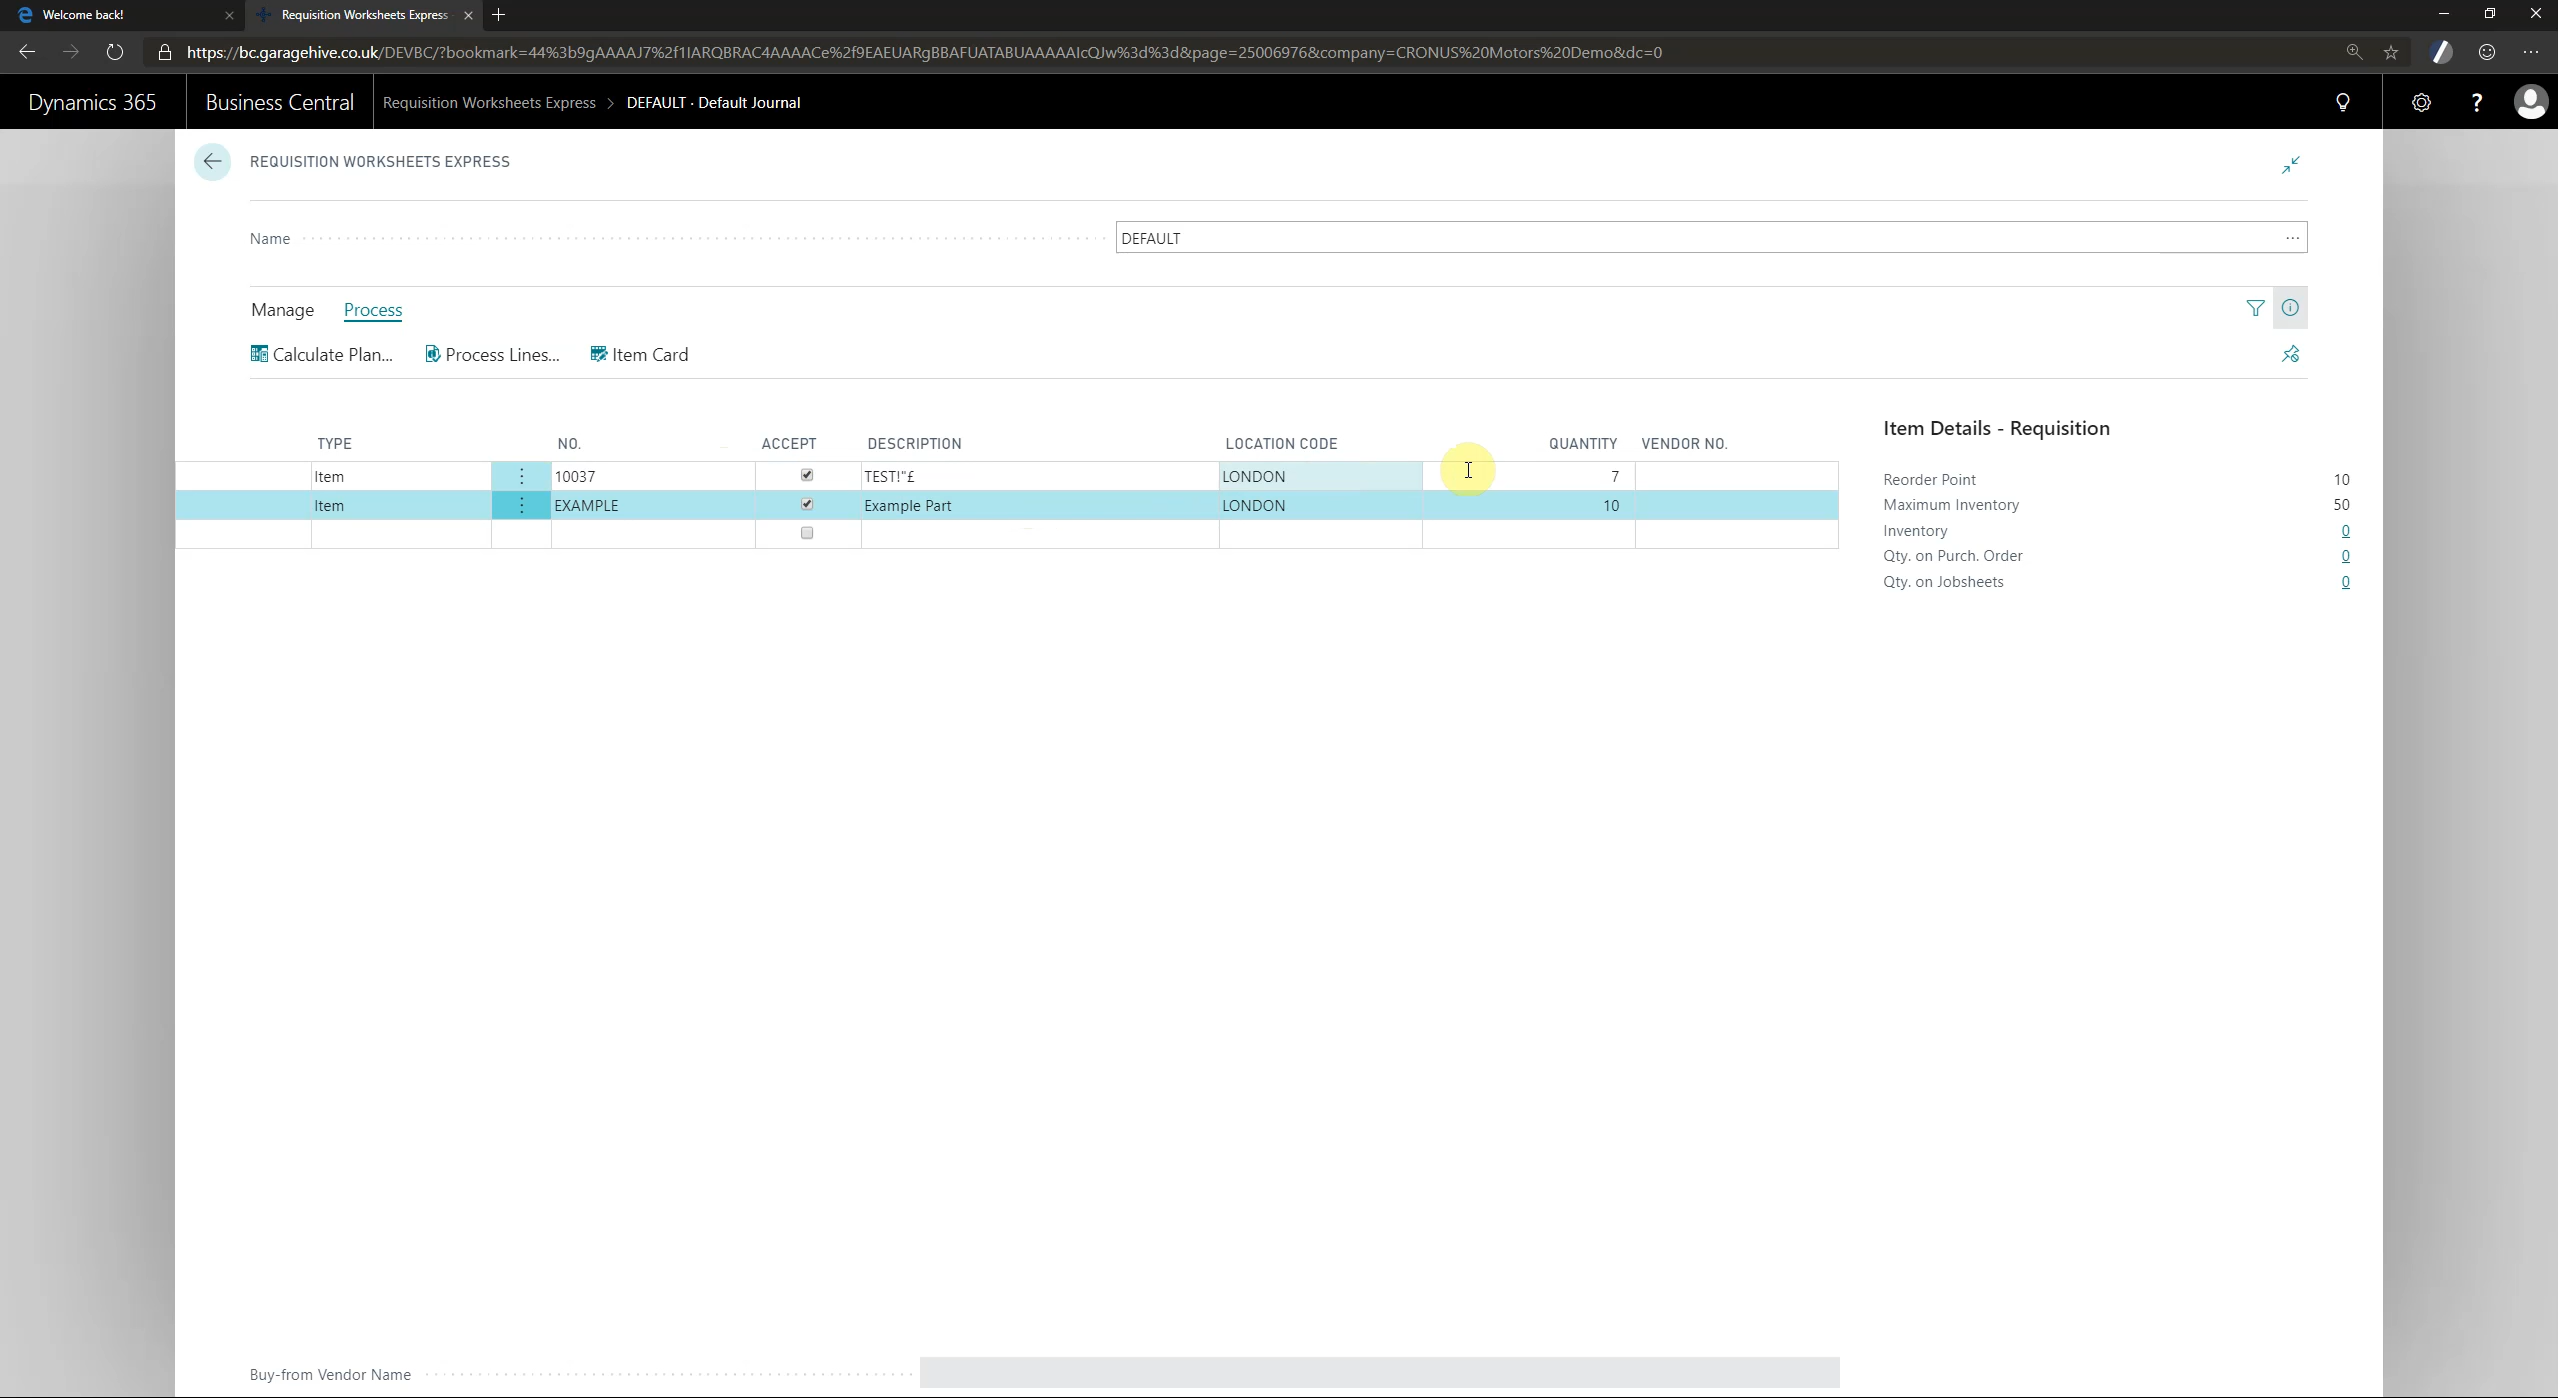 Welcome back!
Requisition Worksheets Express
https://bc.garagehive.co.uk/DEVBC/?bookmark=44%3b9gAAAAJ7%2f1IARQBRAC4AAAACe%2f9EAEUARgBBAFUATABUAAAAAIcQJw%3d%3d&page=25006976&company=CRONUS%20Motors%20Demo&dc=0
Dynamics 365 Business Central Requisition Worksheets Express > DEFAULT · Default Journal ?
REQUISITION WORKSHEETS EXPRESS
Name DEFAULT ...
Manage Process
Calculate Plan... Process Lines... Item Card
TYPE NO. ACCEPT DESCRIPTION LOCATION CODE QUANTITY VENDOR NO.
Item 10037 TEST!"£ LONDON 7
Item EXAMPLE Example Part LONDON 10
Item Details - Requisition
Reorder Point 10
Maximum Inventory 50
Inventory 0
Qty. on Purch. Order 0
Qty. on Jobsheets 0
Buy-from Vendor Name